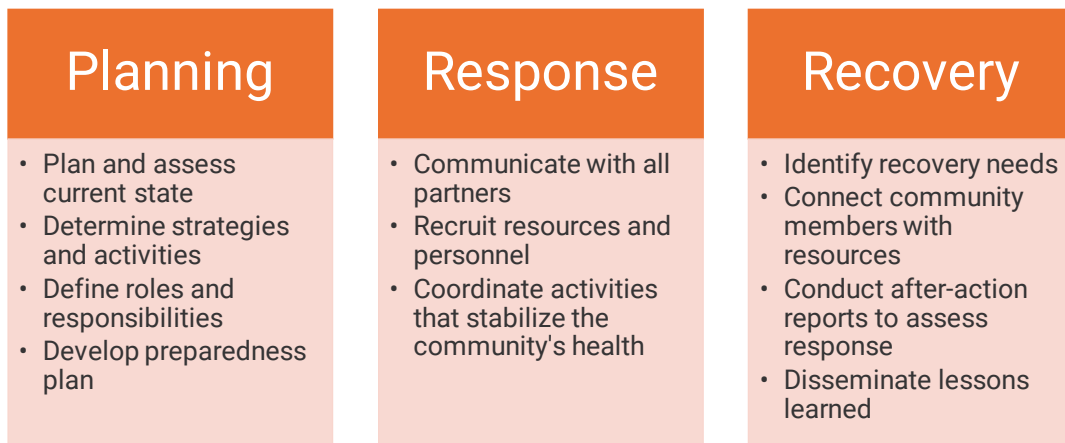 Planning
• Plan and assess
current state
• Determine strategies
and activities
• Define roles and
responsibilities
• Develop preparedness
plan
Response
• Communicate with all
partners
• Recruit resources and
personnel
• Coordinate activities
that stabilize the
community's health
Recovery
• Identify recovery needs
• Connect community
members with
resources
• Conduct after-action
reports to assess
response
• Disseminate lessons
learned